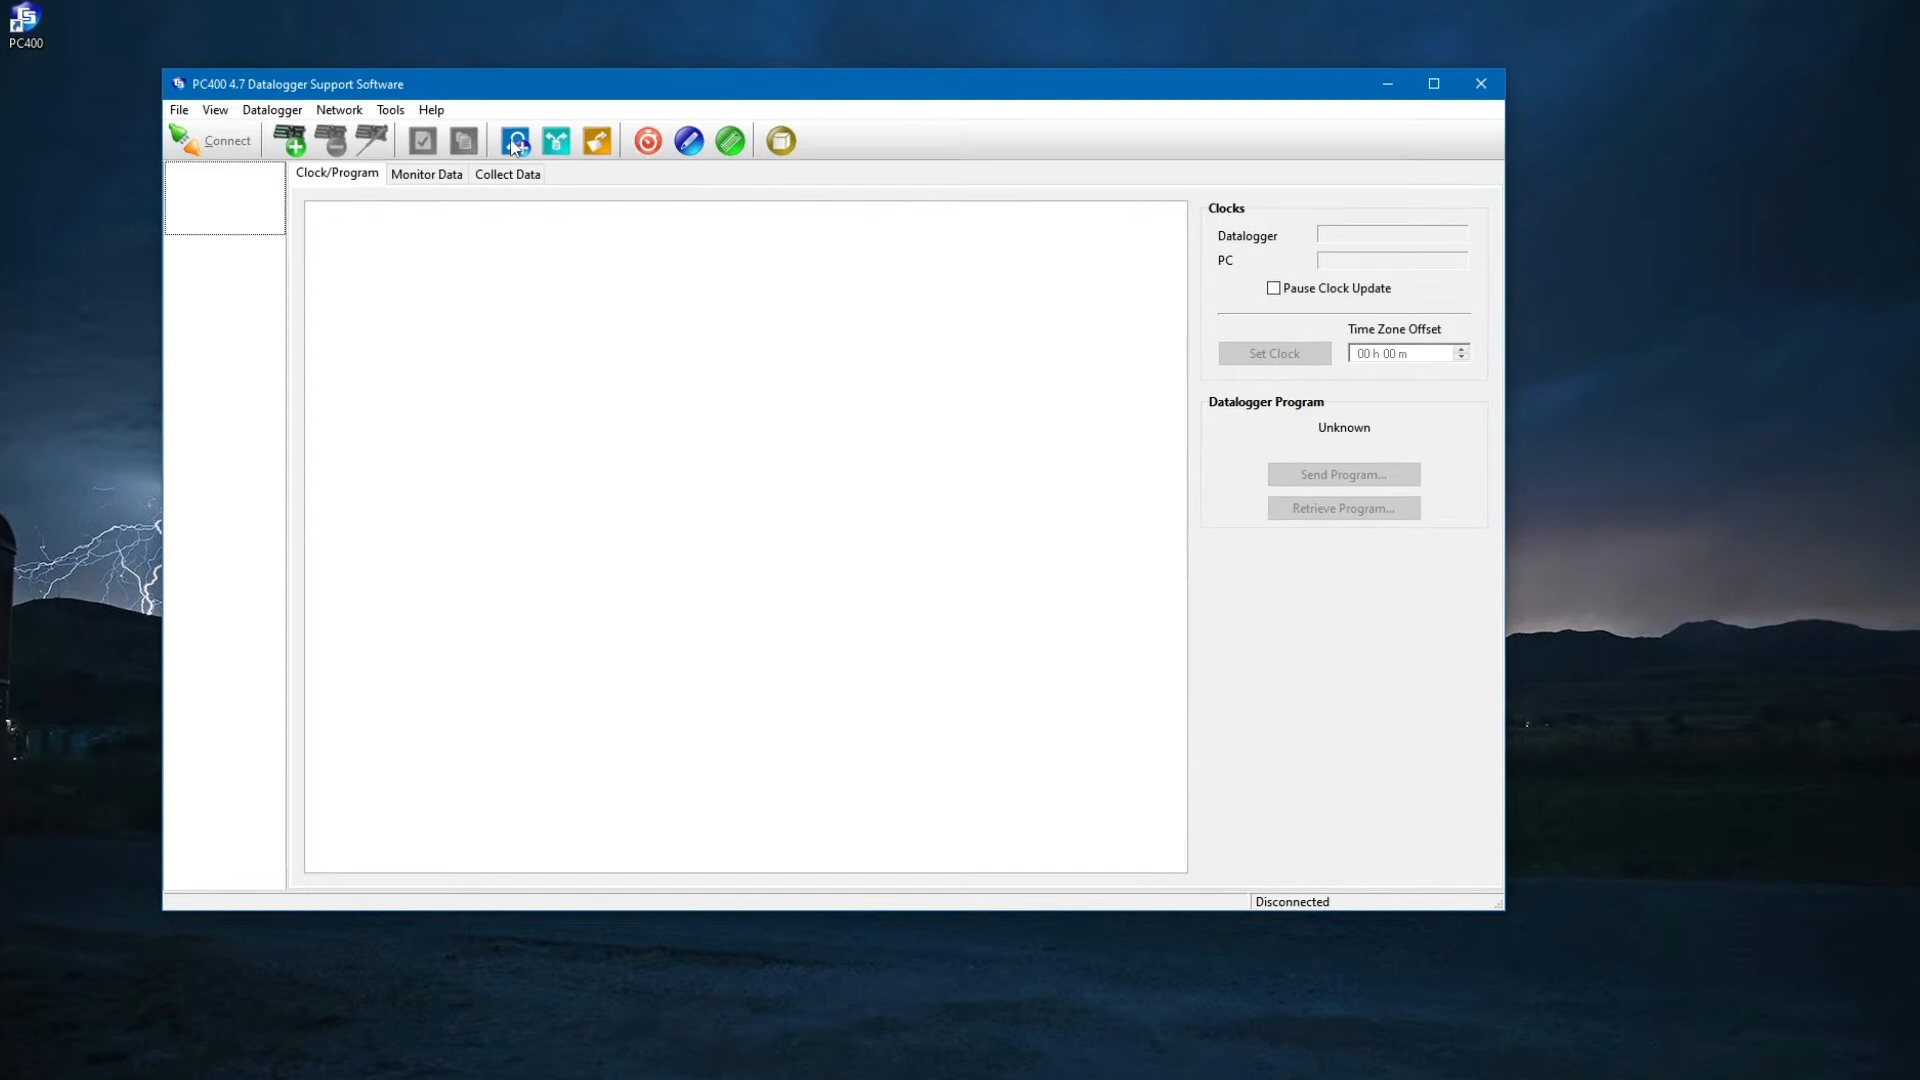 PC400
PC400 4.7 Datalogger Support Software
File View Datalogger Network Tools Help
Connect
Clock/Program Monitor Data Collect Data
Clocks
Datalogger
PC
Pause Clock Update
Time Zone Offset
Set Clock 00 h 00 m
Datalogger Program
Unknown
Send Program...
Retrieve Program...
Disconnected